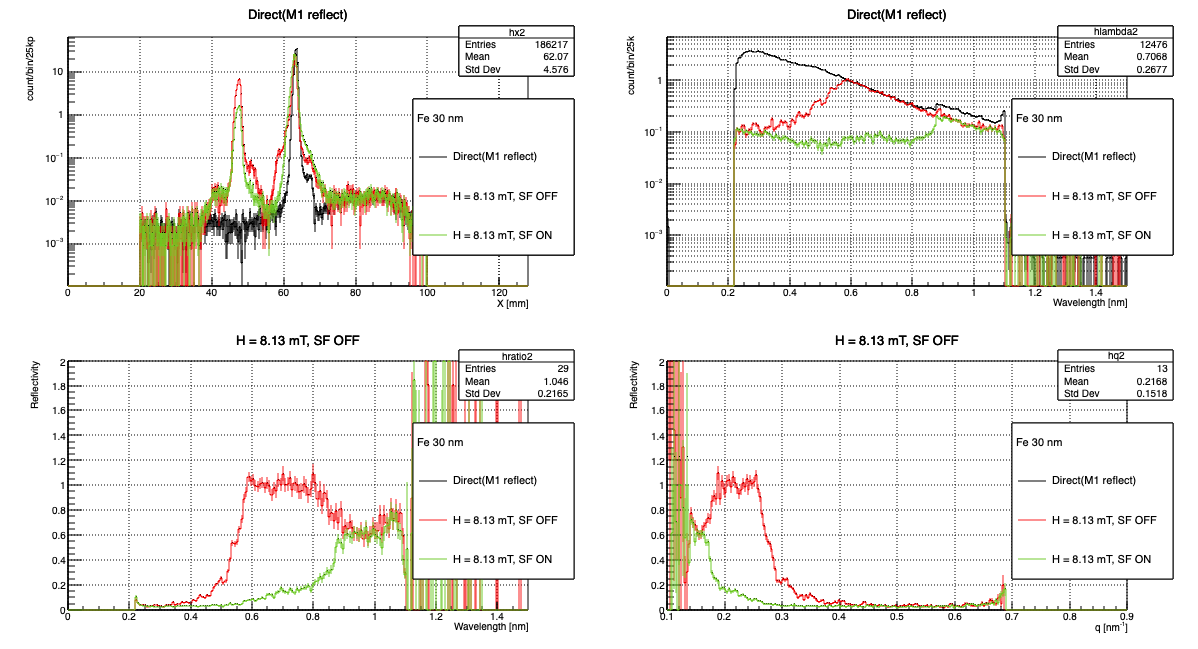 Direct(M1 reflect)
count/bin/25kp
hx2
Entries 186217
Mean 62.07
Std Dev 4.576
Fe 30 nm
Direct(M1 reflect)
H = 8.13 mT, SF OFF
H = 8.13 mT, SF ON
10
1
10⁻¹
10⁻²
10⁻³
0 20 40 60 80 100 120
X [mm]
Direct(M1 reflect)
count/bin/25k
hlambda2
Entries 12476
Mean 0.7068
Std Dev 0.2677
Fe 30 nm
Direct(M1 reflect)
H = 8.13 mT, SF OFF
H = 8.13 mT, SF ON
1
10⁻¹
10⁻²
10⁻³
0 0.2 0.4 0.6 0.8 1 1.2 1.4
Wavelength [nm]
H = 8.13 mT, SF OFF
Reflectivity
hratio2
Entries 29
Mean 1.046
Std Dev 0.2165
Fe 30 nm
Direct(M1 reflect)
H = 8.13 mT, SF OFF
H = 8.13 mT, SF ON
2
1.8
1.6
1.4
1.2
1
0.8
0.6
0.4
0.2
0
0 0.2 0.4 0.6 0.8 1 1.2 1.4
Wavelength [nm]
H = 8.13 mT, SF OFF
Reflectivity
hq2
Entries 13
Mean 0.2168
Std Dev 0.1518
Fe 30 nm
Direct(M1 reflect)
H = 8.13 mT, SF OFF
H = 8.13 mT, SF ON
2
1.8
1.6
1.4
1.2
1
0.8
0.6
0.4
0.2
0
0.1 0.2 0.3 0.4 0.5 0.6 0.7 0.8 0.9
q [nm⁻¹]